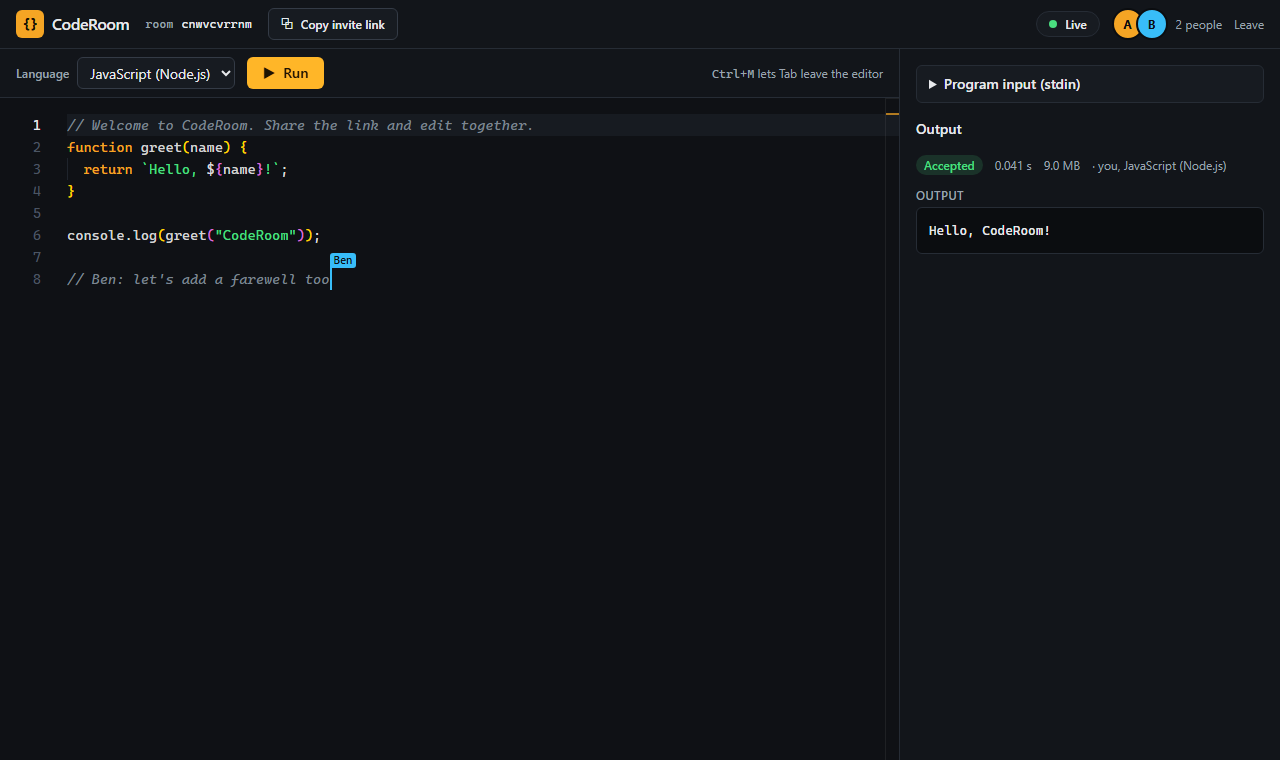 {} CodeRoom room cnwvcvrrnm Copy invite link Live A B 2 people Leave
Language JavaScript (Node.js) Run Ctrl+M lets Tab leave the editor
1 // Welcome to CodeRoom. Share the link and edit together.
2 function greet(name) {
3 return `Hello, ${name}!`;
4 }
5
6 console.log(greet("CodeRoom"));
7
Ben
8 // Ben: let's add a farewell too
Program input (stdin)
Output
Accepted 0.041 s 9.0 MB · you, JavaScript (Node.js)
OUTPUT
Hello, CodeRoom!